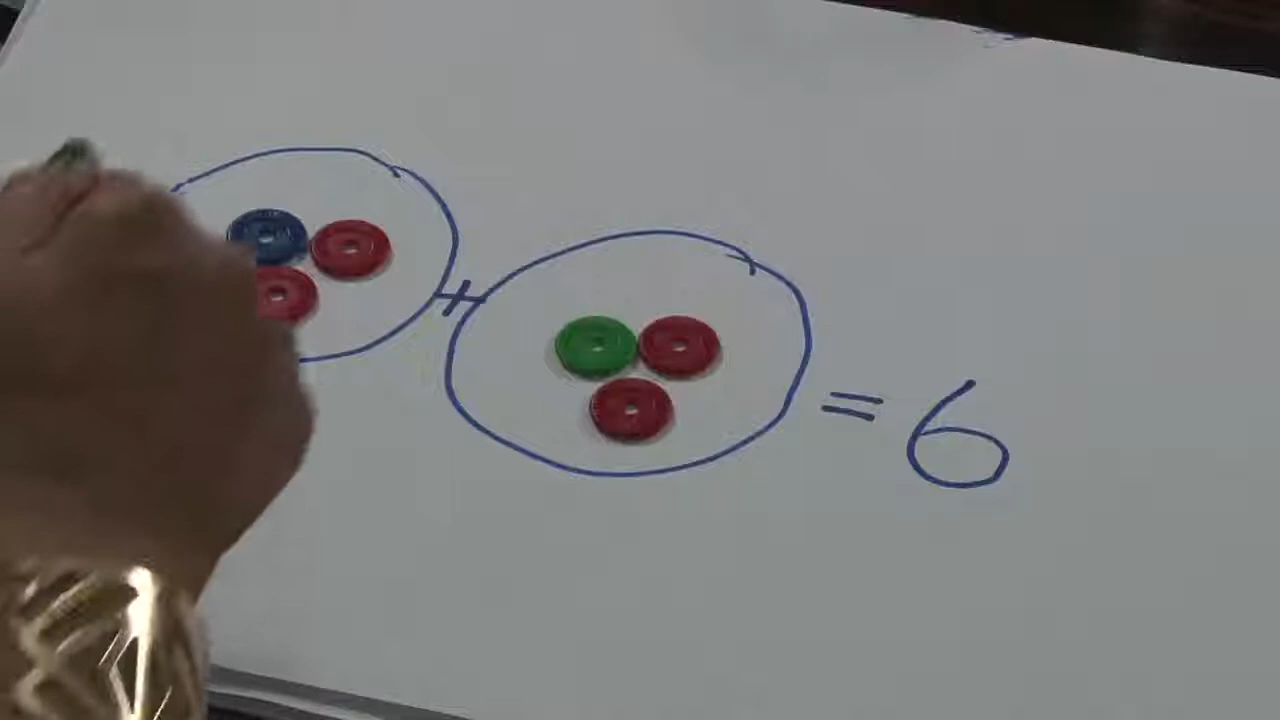 + = 6